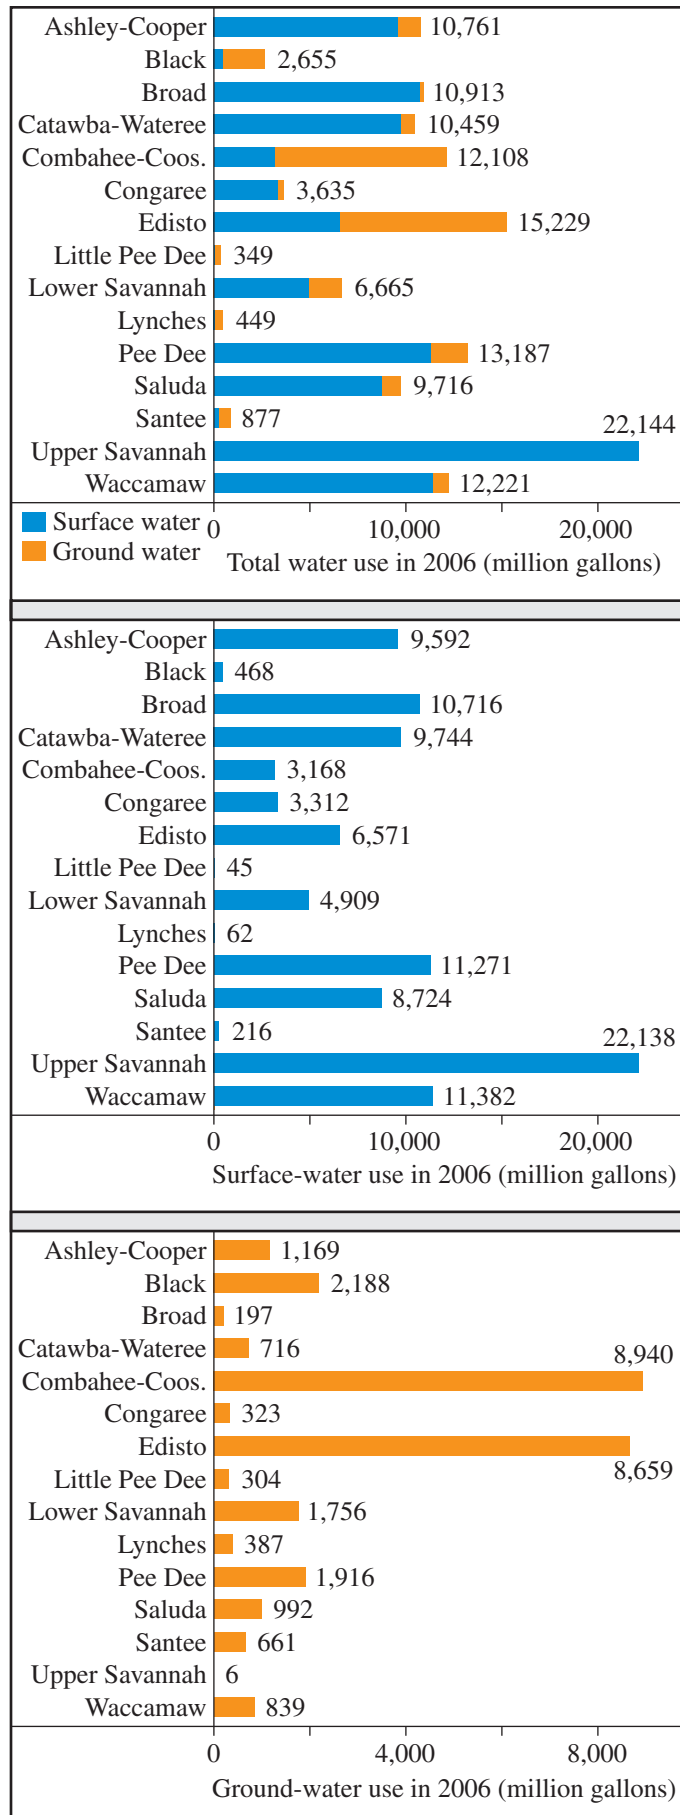 Ashley-Cooper 10,761
Black 2,655
Broad 10,913
Catawba-Wateree 10,459
Combahee-Coos. 12,108
Congaree 3,635
Edisto 15,229
Little Pee Dee 349
Lower Savannah 6,665
Lynches 449
Pee Dee 13,187
Saluda 9,716
Santee 877
Upper Savannah 22,144
Waccamaw 12,221
0 10,000 20,000
Surface water
Ground water
Total water use in 2006 (million gallons)
Ashley-Cooper 9,592
Black 468
Broad 10,716
Catawba-Wateree 9,744
Combahee-Coos. 3,168
Congaree 3,312
Edisto 6,571
Little Pee Dee 45
Lower Savannah 4,909
Lynches 62
Pee Dee 11,271
Saluda 8,724
Santee 216
Upper Savannah 22,138
Waccamaw 11,382
0 10,000 20,000
Surface-water use in 2006 (million gallons)
Ashley-Cooper 1,169
Black 2,188
Broad 197
Catawba-Wateree 716
Combahee-Coos. 8,940
Congaree 323
Edisto 8,659
Little Pee Dee 304
Lower Savannah 1,756
Lynches 387
Pee Dee 1,916
Saluda 992
Santee 661
Upper Savannah 6
Waccamaw 839
0 4,000 8,000
Ground-water use in 2006 (million gallons)